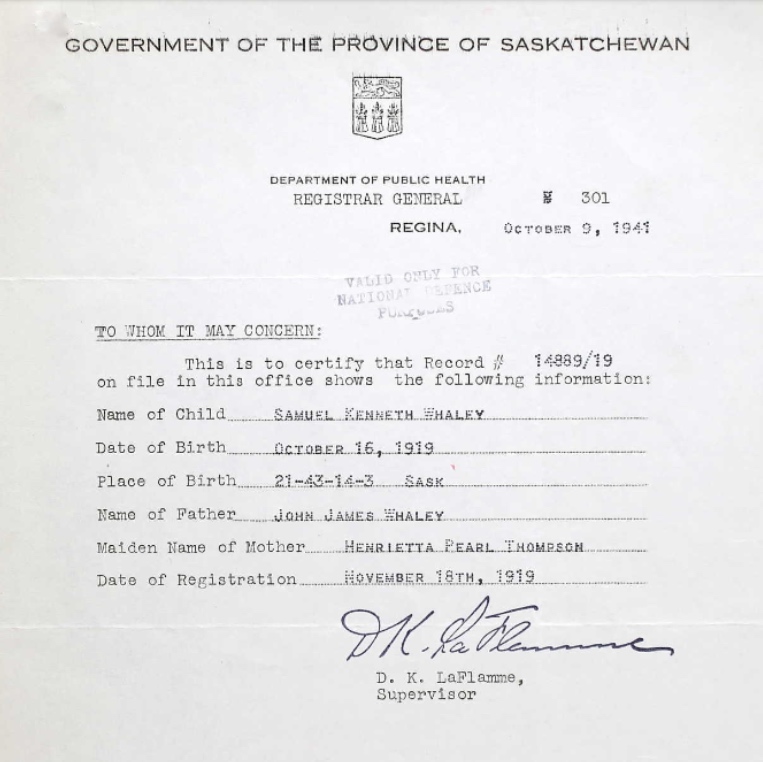 GOVERNMENT OF THE PROVINCE OF SASKATCHEWAN
DEPARTMENT OF PUBLIC HEALTH
REGISTRAR GENERAL 301
REGINA, OCTOBER 9, 1941
VALID ONLY FOR
NATIONAL DEFENCE
PURPOSES
TO WHOM IT MAY CONCERN:
This is to certify that Record # 14889/19
on file in this office shows the following information:
Name of Child SAMUEL KENNETH WHALEY
Date of Birth OCTOBER 16, 1919
Place of Birth 21-43-14-3 SASK
Name of Father JOHN JAMES WHALEY
Maiden Name of Mother HENRIETTA PEARL THOMPSON
Date of Registration NOVEMBER 18TH, 1919
D K. LaFlamme
D. K. LaFlamme,
Supervisor